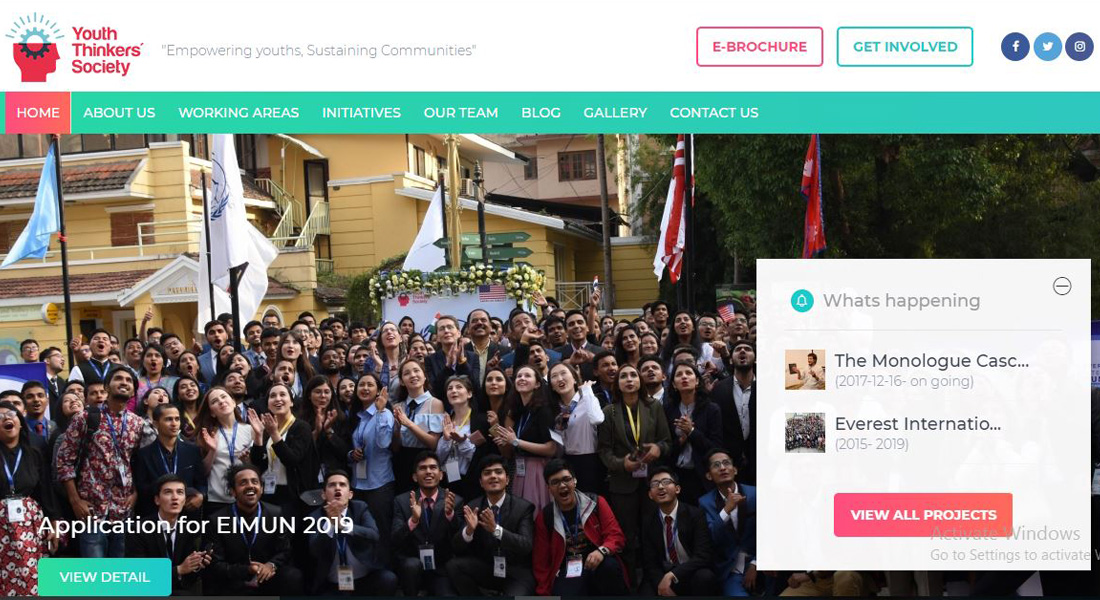 Youth
Thinkers'
Society
"Empowering youths, Sustaining Communities"
E-BROCHURE
GET INVOLVED
HOME
ABOUT US
WORKING AREAS
INITIATIVES
OUR TEAM
BLOG
GALLERY
CONTACT US
Whats happening
The Monologue Casc...
(2017-12-16- on going)
Everest Internatio...
(2015- 2019)
VIEW ALL PROJECTS
Application for EIMUN 2019
VIEW DETAIL
Activate Windows
Go to Settings to activate